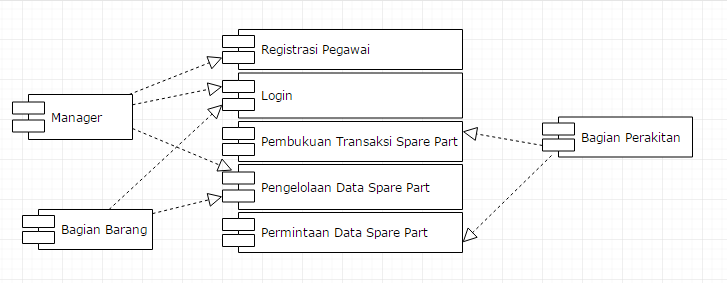 Registrasi Pegawai
Login
Manager
Pembukuan Transaksi Spare Part
Bagian Perakitan
Pengelolaan Data Spare Part
Bagian Barang
Permintaan Data Spare Part